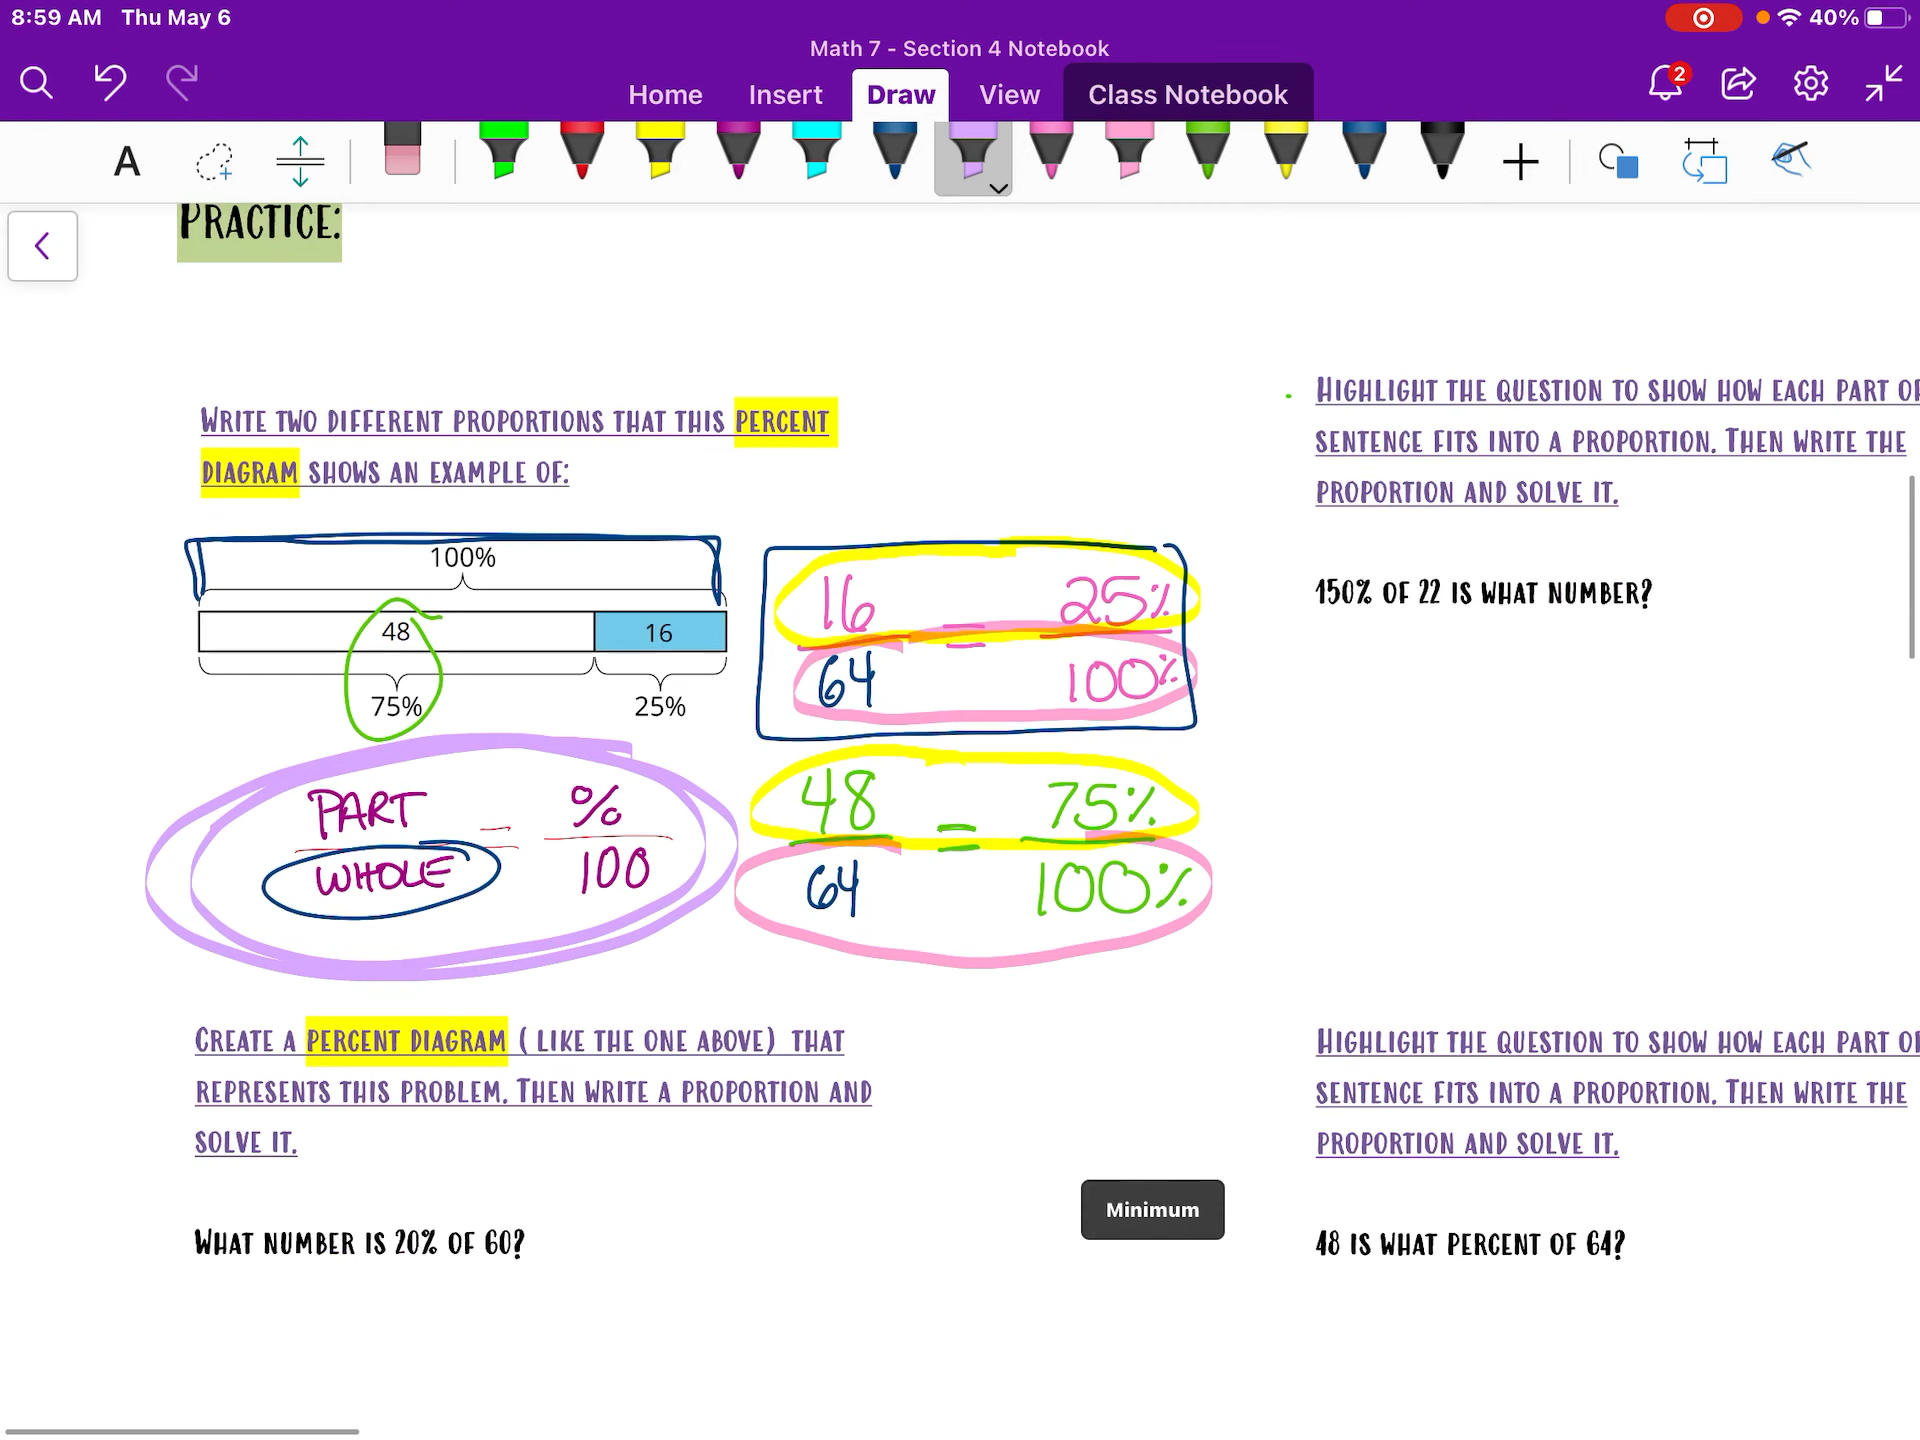 8:59 AM Thu May 6
40%
Math 7 - Section 4 Notebook
Home Insert Draw View Class Notebook
2
A
PRACTICE:
WRITE TWO DIFFERENT PROPORTIONS THAT THIS PERCENT
DIAGRAM SHOWS AN EXAMPLE OF:
100%
48 16
75% 25%
16 = 25%
64 100%
48 = 75%
64 100%
PART = %
WHOLE 100
HIGHLIGHT THE QUESTION TO SHOW HOW EACH PART OF
SENTENCE FITS INTO A PROPORTION. THEN WRITE THE
PROPORTION AND SOLVE IT.
150% OF 22 IS WHAT NUMBER?
CREATE A PERCENT DIAGRAM ( LIKE THE ONE ABOVE) THAT
REPRESENTS THIS PROBLEM. THEN WRITE A PROPORTION AND
SOLVE IT.
WHAT NUMBER IS 20% OF 60?
Minimum
HIGHLIGHT THE QUESTION TO SHOW HOW EACH PART OF
SENTENCE FITS INTO A PROPORTION. THEN WRITE THE
PROPORTION AND SOLVE IT.
48 IS WHAT PERCENT OF 64?